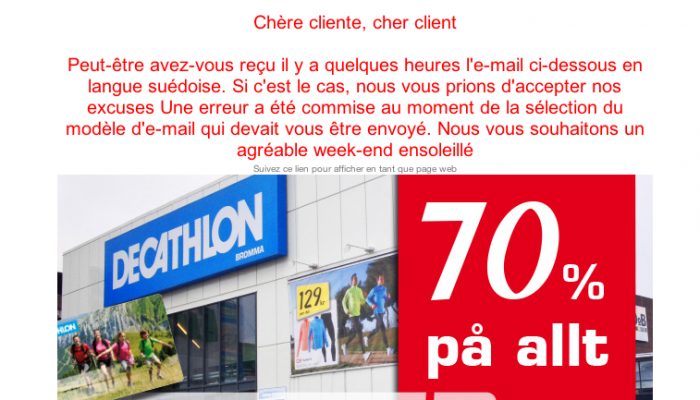 Chère cliente, cher client
Peut-être avez-vous reçu il y a quelques heures l'e-mail ci-dessous en
langue suédoise. Si c'est le cas, nous vous prions d'accepter nos
excuses Une erreur a été commise au moment de la sélection du
modèle d'e-mail qui devait vous être envoyé. Nous vous souhaitons un
agréable week-end ensoleillé
Suivez ce lien pour afficher en tant que page web
DECATHLON
BROMMA
70%
på allt
129:-
THLON